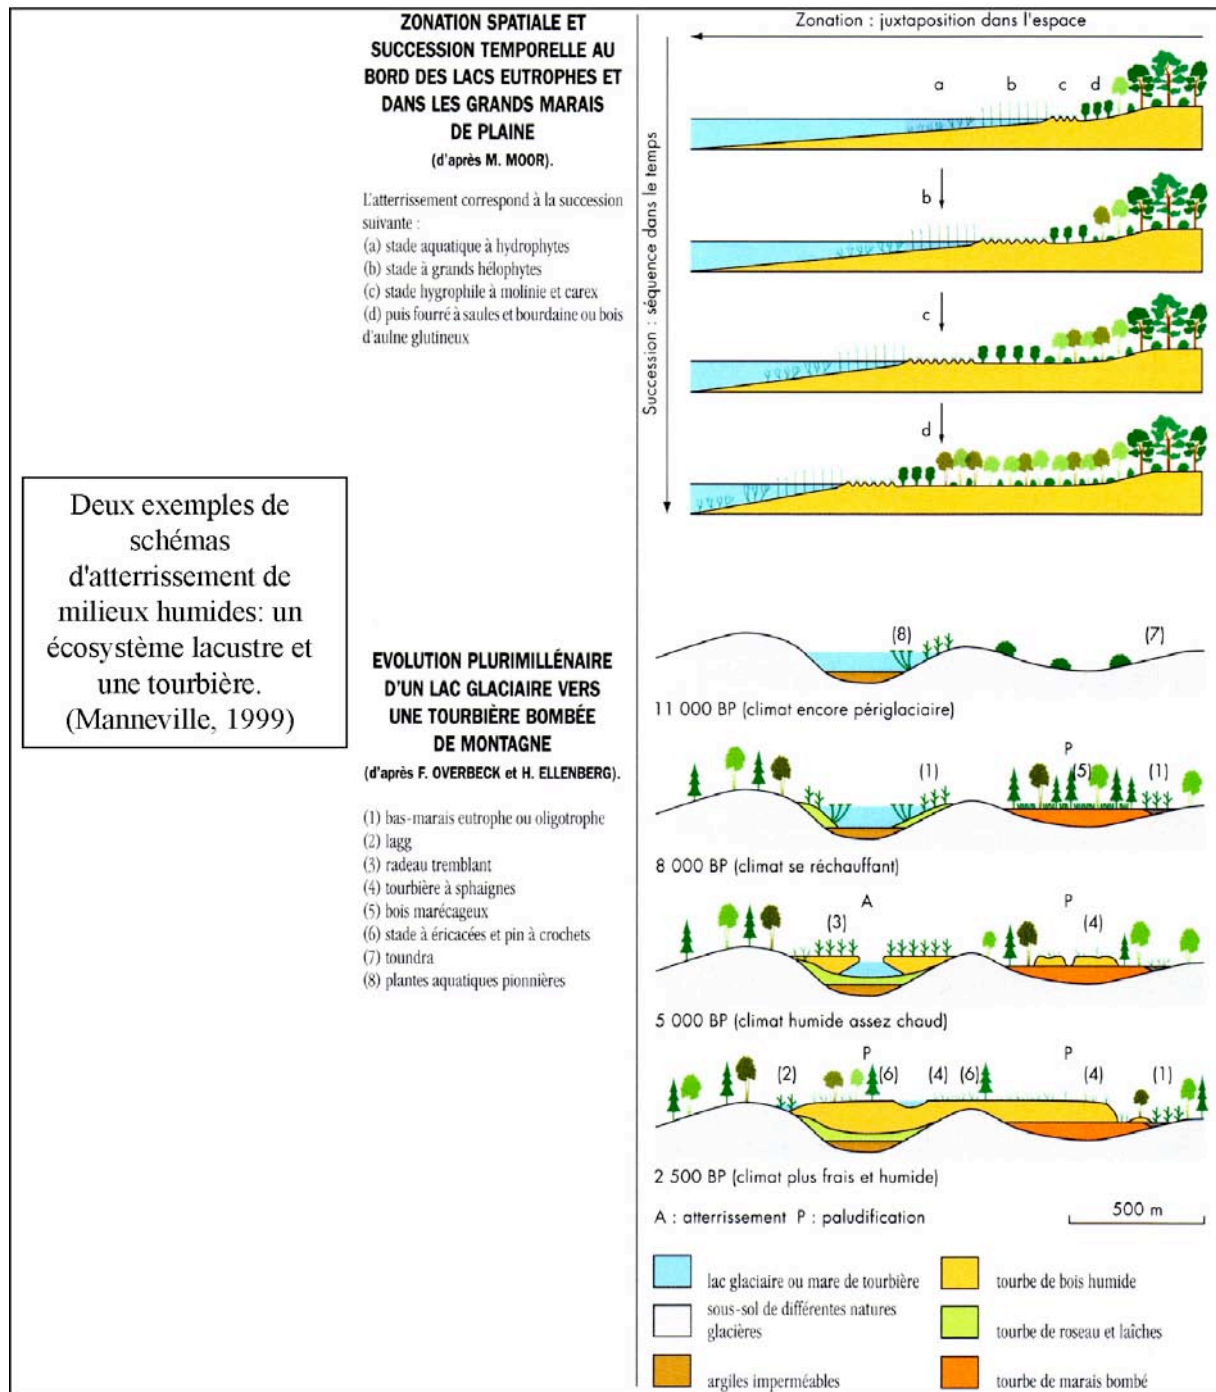 ZONATION SPATIALE ET
SUCCESSION TEMPORELLE AU
BORD DES LACS EUTROPHES ET
DANS LES GRANDS MARAIS
DE PLAINE
(d'après M. MOOR).
L'atterrissement correspond à la succession
suivante :
(a) stade aquatique à hydrophytes
(b) stade à grands hélophytes
(c) stade hygrophile à molinie et carex
(d) puis fourré à saules et bourdaine ou bois
d'aulne glutineux
Zonation : juxtaposition dans l'espace
Succession : séquence dans le temps
a b c d
b
c
d
Deux exemples de
schémas
d'atterrissement de
milieux humides: un
écosystème lacustre et
une tourbière.
(Manneville, 1999)
EVOLUTION PLURIMILLÉNAIRE
D'UN LAC GLACIAIRE VERS
UNE TOURBIÈRE BOMBÉE
DE MONTAGNE
(d'après F. OVERBECK et H. ELLENBERG).
(1) bas-marais eutrophe ou oligotrophe
(2) lagg
(3) radeau tremblant
(4) tourbière à sphaignes
(5) bois marécageux
(6) stade à éricacées et pin à crochets
(7) toundra
(8) plantes aquatiques pionnières
(8) (7)
11 000 BP (climat encore périglaciaire)
P
(1) (5) (1)
8 000 BP (climat se réchauffant)
A P
(3) (4)
5 000 BP (climat humide assez chaud)
P P
(2) (6) (4) (6) (4) (1)
2 500 BP (climat plus frais et humide)
A : atterrissement P : paludification
500 m
lac glaciaire ou mare de tourbière
sous-sol de différentes natures
glacières
argiles imperméables
tourbe de bois humide
tourbe de roseau et laîches
tourbe de marais bombé